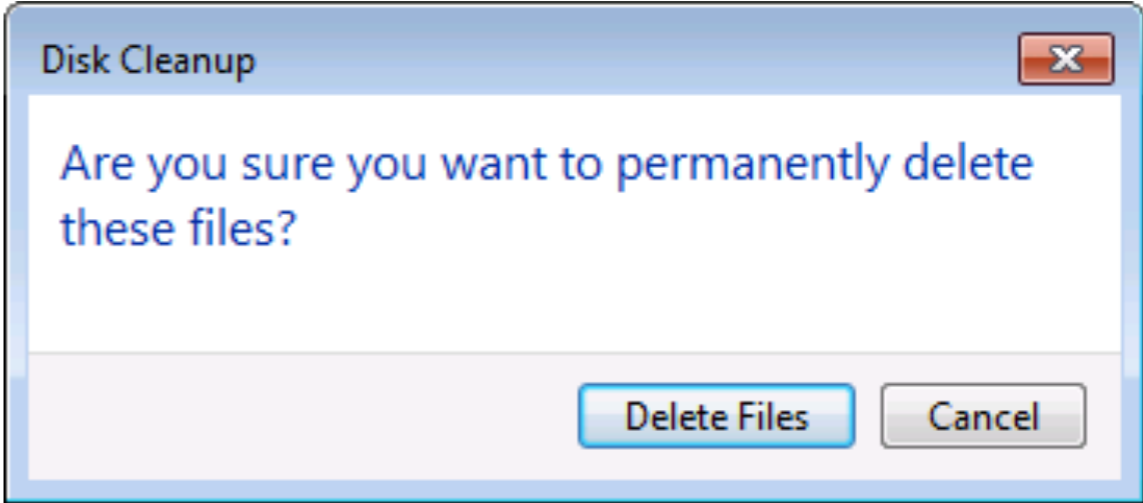 Disk Cleanup
Are you sure you want to permanently delete
these files?
Delete Files
Cancel